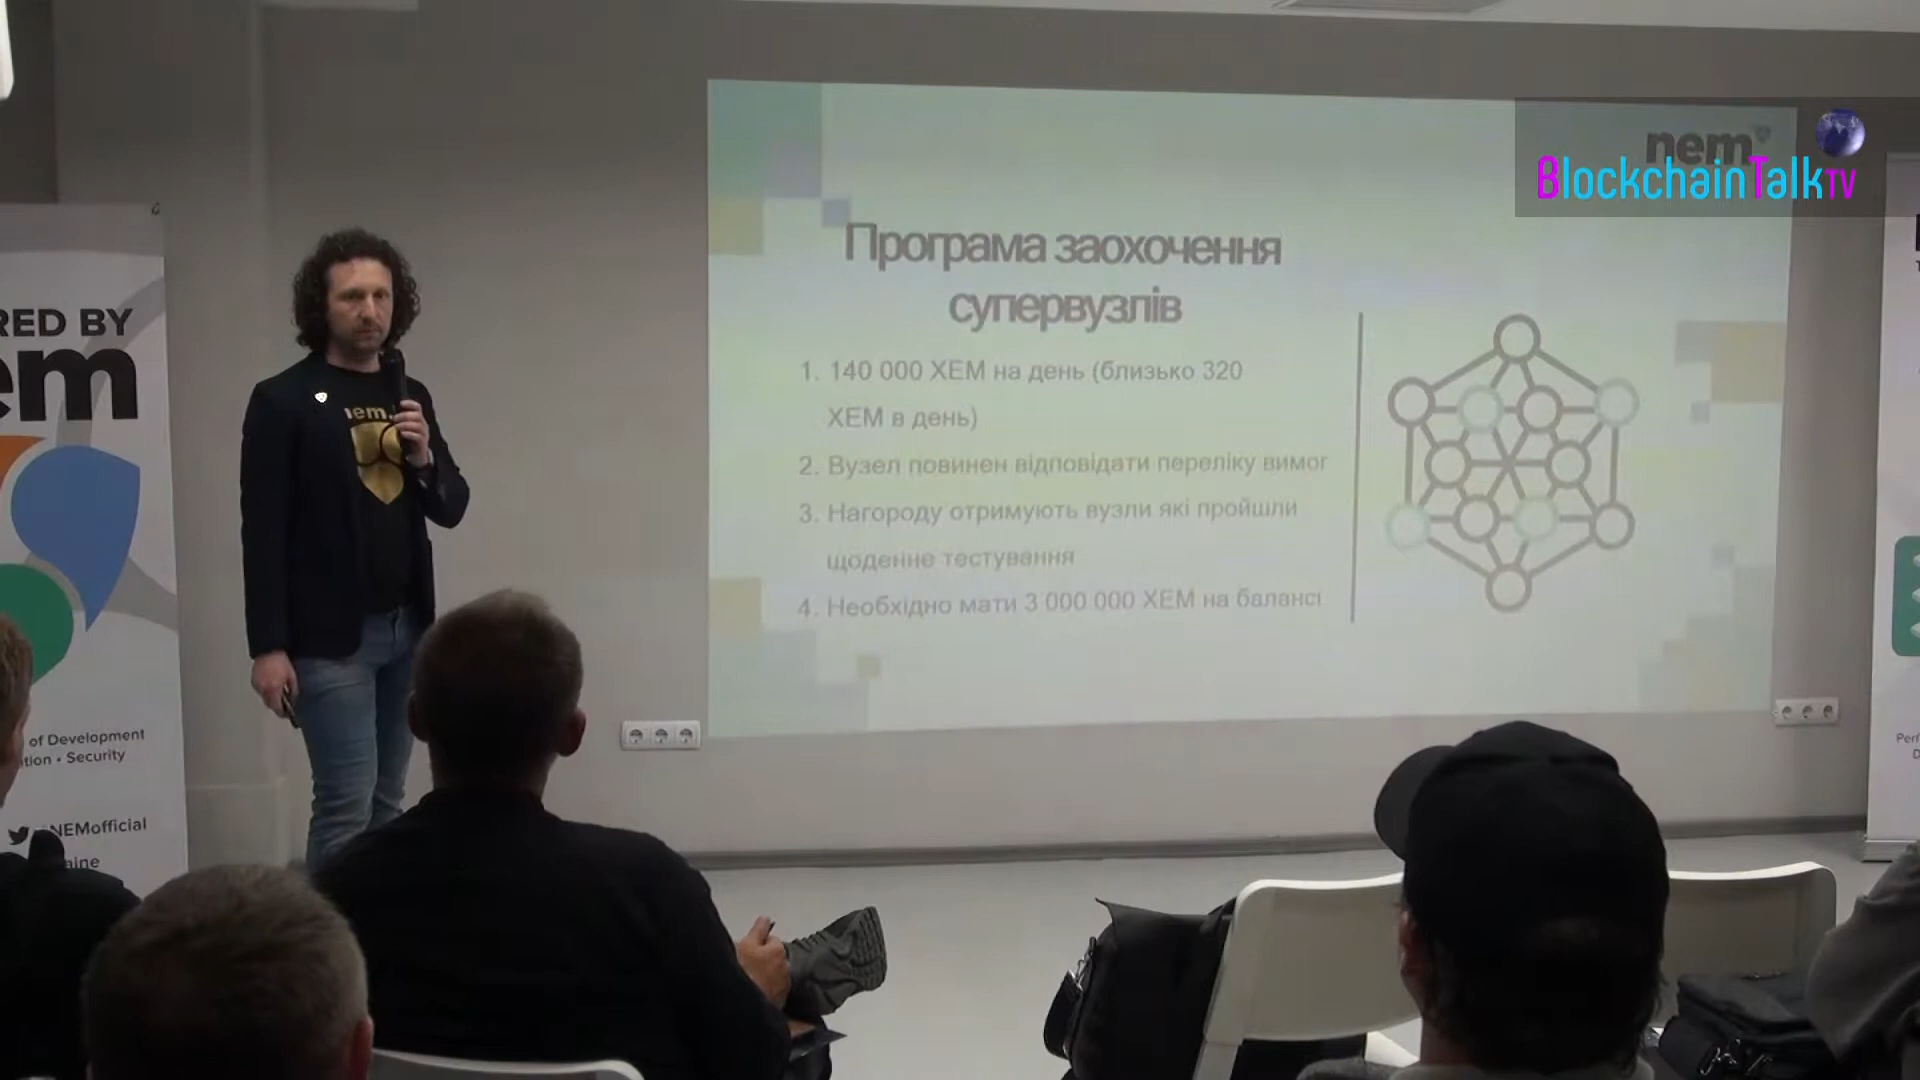 nem
BlockchainTalkTV
Програма заохочення
супервузлів
1. 140 000 XEM на день (близько 320
XEM в день)
2. Вузел повинен відповідати переліку вимог
3. Нагороду отримують вузли які пройшли
щоденне тестування
4. Необхідно мати 3 000 000 XEM на балансі
RED BY
em
nem
of Development
tion • Security
NEMofficial
aine